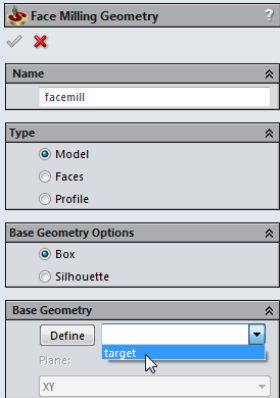 Face Milling Geometry ?
Name
facemill
Type
Model
Faces
Profile
Base Geometry Options
Box
Silhouette
Base Geometry
Define
target
Plane:
XY